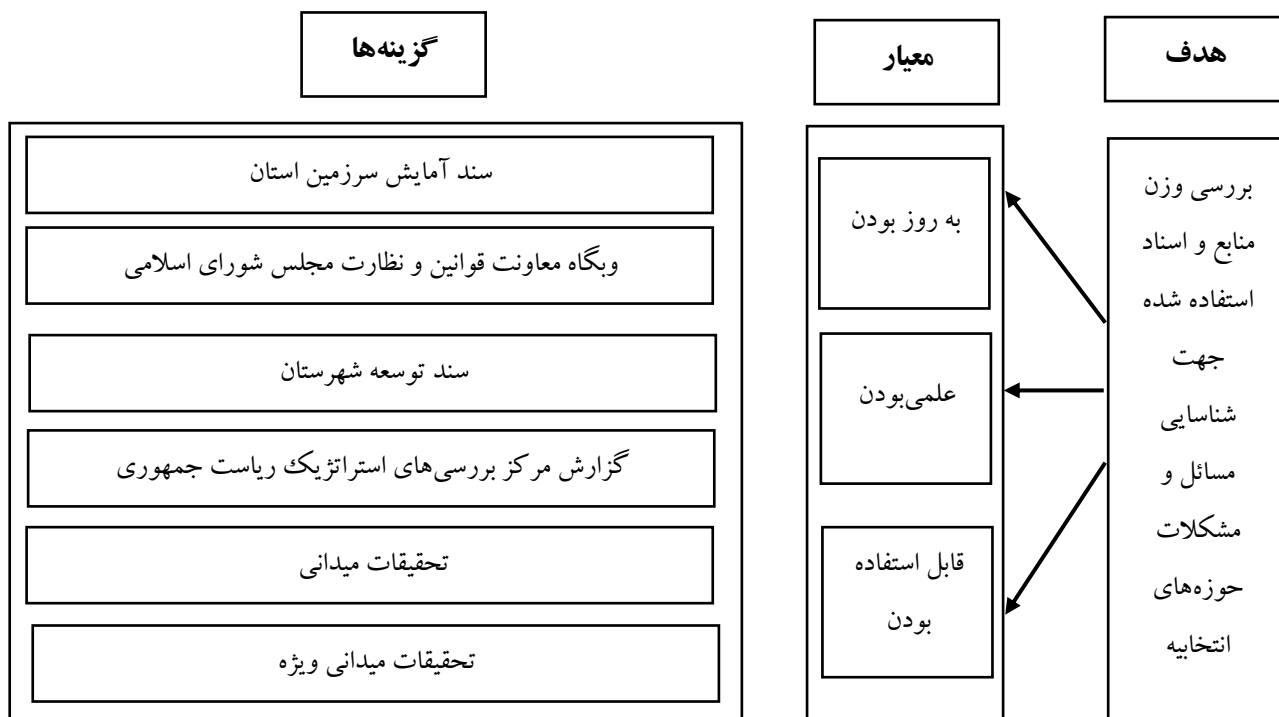 هدف
بررسی وزن
منابع و اسناد
استفاده شده
جهت
شناسایی
مسائل و
مشکلات
حوزه‌های
انتخابیه
معیار
به روز بودن
علمی‌بودن
قابل استفاده
بودن
گزینه‌ها
سند آمایش سرزمین استان
وبگاه معاونت قوانین و نظارت مجلس شورای اسلامی
سند توسعه شهرستان
گزارش مرکز بررسی‌های استراتژیک ریاست جمهوری
تحقیقات میدانی
تحقیقات میدانی ویژه